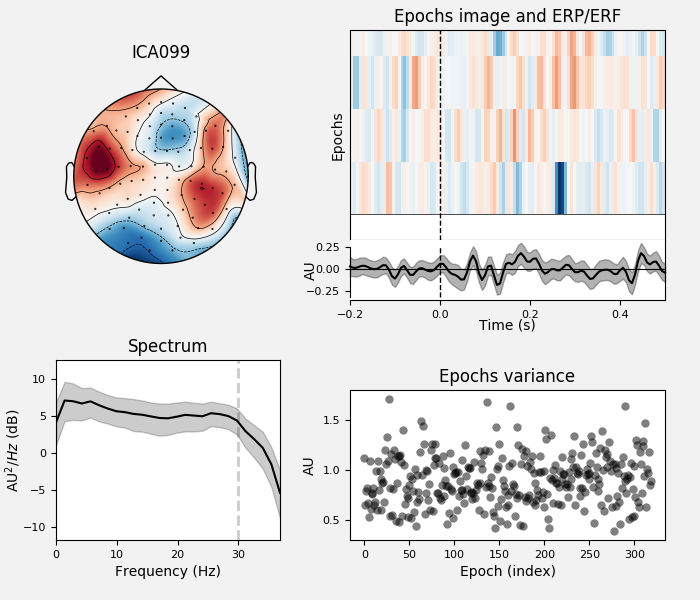 ICA099
Epochs image and ERP/ERF
Epochs
0.25
0.00
−0.25
AU
−0.2
0.0
0.2
0.4
Time (s)
Spectrum
10
5
0
−5
−10
AU²/Hz (dB)
0
10
20
30
Frequency (Hz)
Epochs variance
1.5
1.0
0.5
AU
0
50
100
150
200
250
300
Epoch (index)